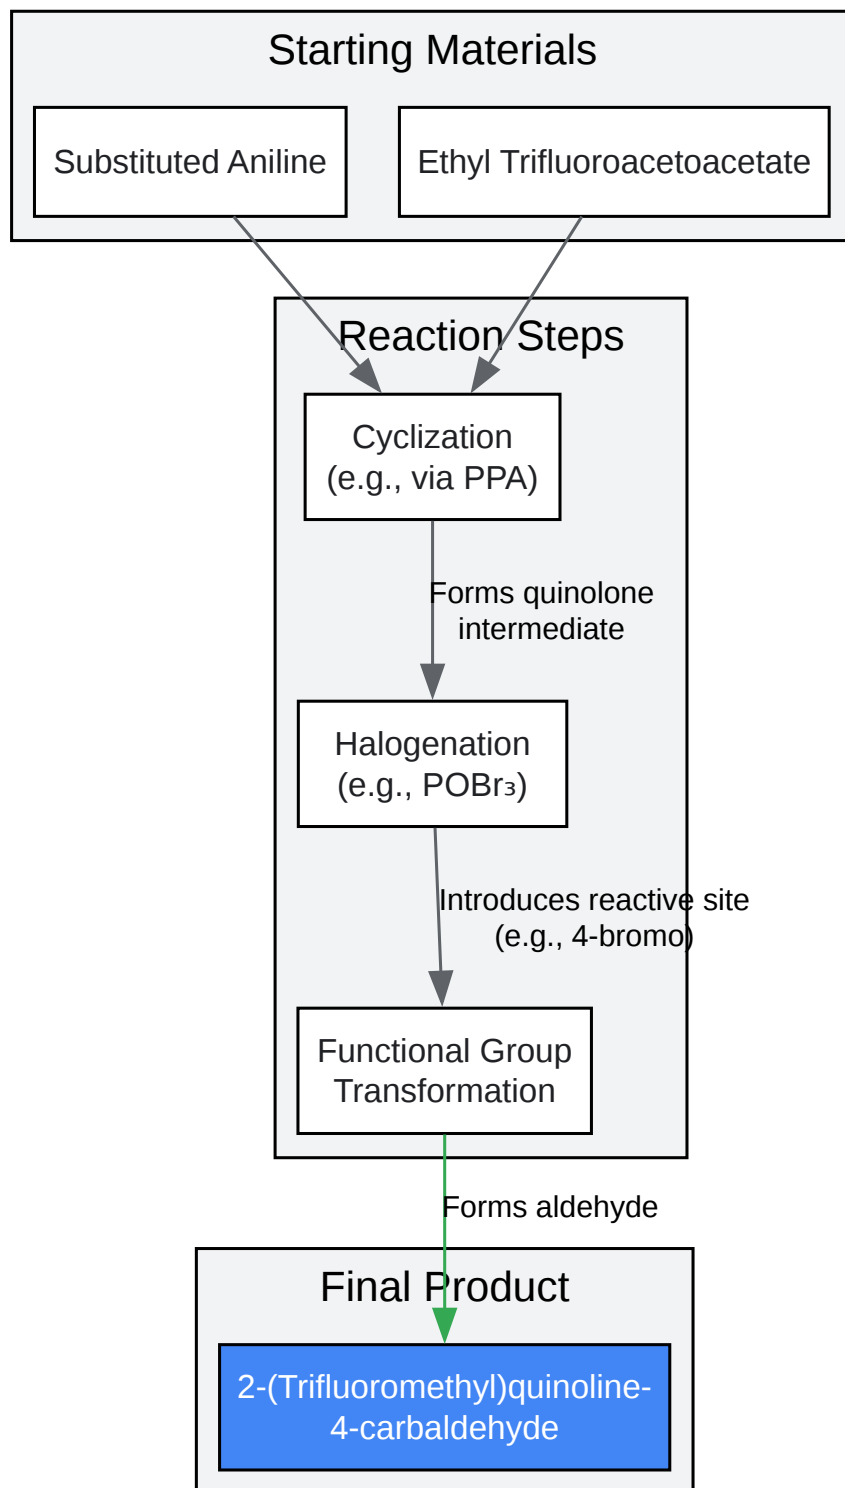 Starting Materials
Substituted Aniline
Ethyl Trifluoroacetoacetate
Reaction Steps
Cyclization
(e.g., via PPA)
Forms quinolone
intermediate
Halogenation
(e.g., POBr₃)
Introduces reactive site
(e.g., 4-bromo)
Functional Group
Transformation
Forms aldehyde
Final Product
2-(Trifluoromethyl)quinoline-
4-carbaldehyde